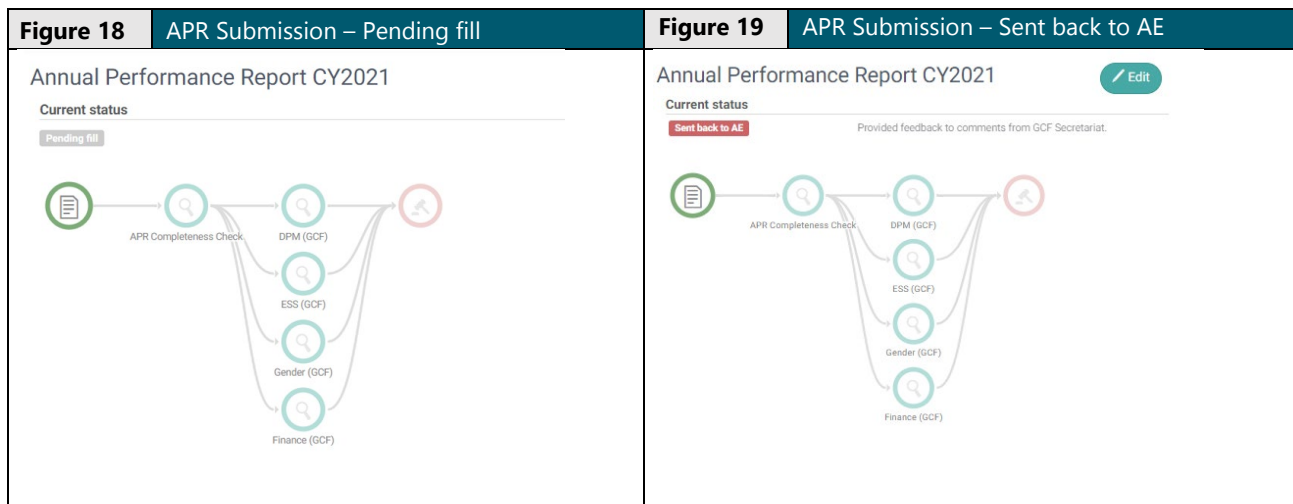 Figure 18 APR Submission – Pending fill
Annual Performance Report CY2021
Current status
Pending fill
APR Completeness Check
DPM (GCF)
ESS (GCF)
Gender (GCF)
Finance (GCF)
Figure 19 APR Submission – Sent back to AE
Annual Performance Report CY2021
Edit
Current status
Sent back to AE Provided feedback to comments from GCF Secretariat.
APR Completeness Check
DPM (GCF)
ESS (GCF)
Gender (GCF)
Finance (GCF)